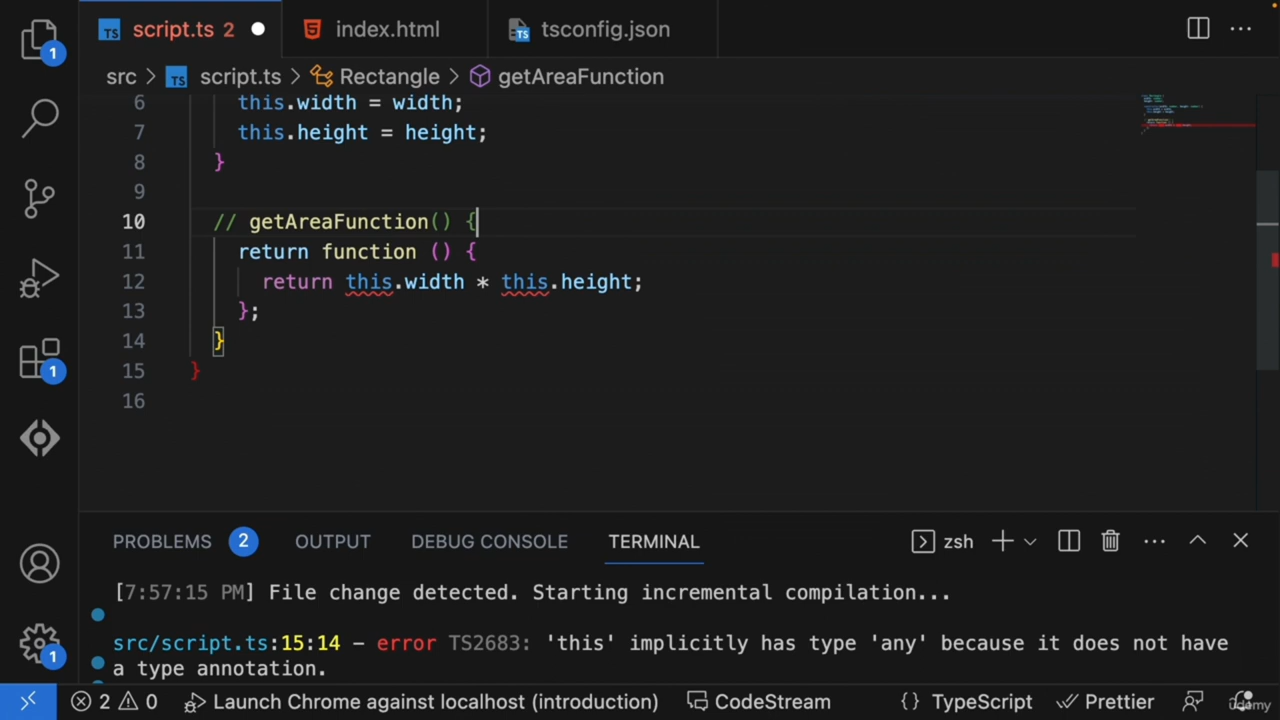 script.ts 2 index.html tsconfig.json
src > script.ts > Rectangle > getAreaFunction
6 this.width = width;
7 this.height = height;
8 }
9
10 // getAreaFunction() {
11 return function () {
12 return this.width * this.height;
13 };
14 }
15 }
16
1
1
1
PROBLEMS 2 OUTPUT DEBUG CONSOLE TERMINAL zsh
[7:57:15 PM] File change detected. Starting incremental compilation...
src/script.ts:15:14 - error TS2683: 'this' implicitly has type 'any' because it does not have
a type annotation.
2 0 Launch Chrome against localhost (introduction) CodeStream {} TypeScript Prettier
udemy